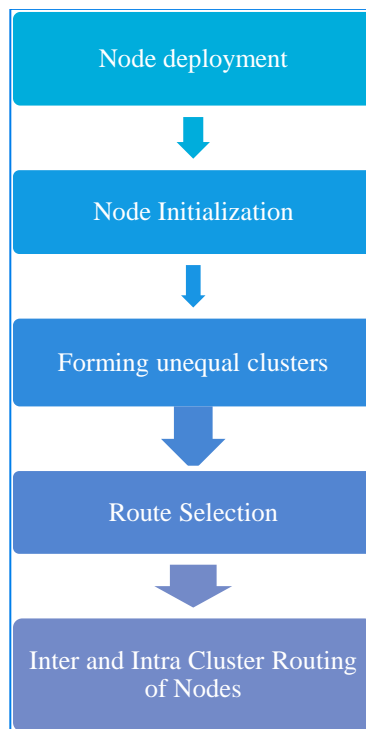 Node deployment
Node Initialization
Forming unequal clusters
Route Selection
Inter and Intra Cluster Routing
of Nodes